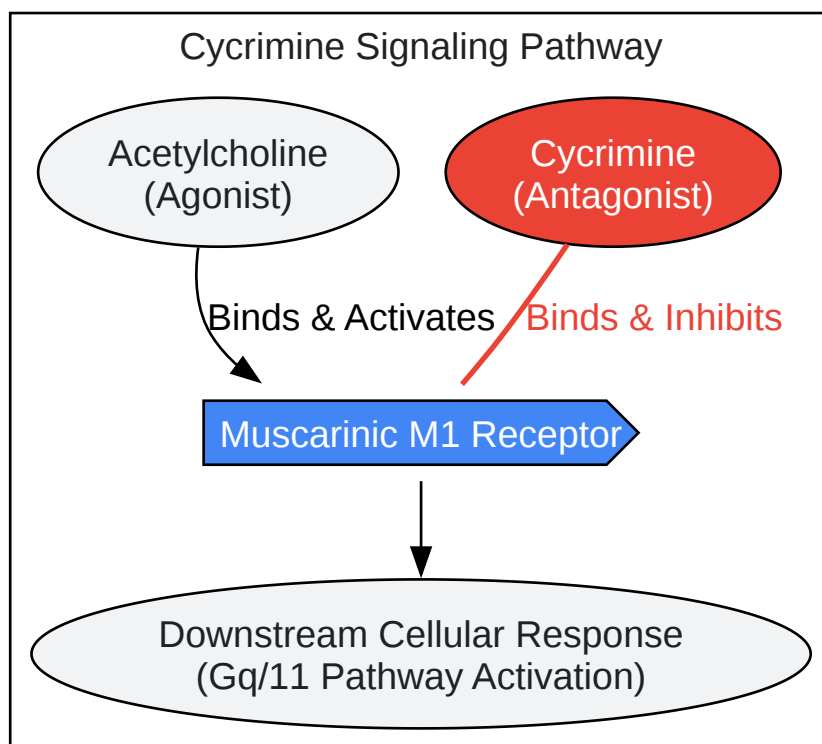 Cycrimine Signaling Pathway
Acetylcholine
(Agonist)
Cycrimine
(Antagonist)
Binds & Activates
Binds & Inhibits
Muscarinic M1 Receptor
Downstream Cellular Response
(Gq/11 Pathway Activation)